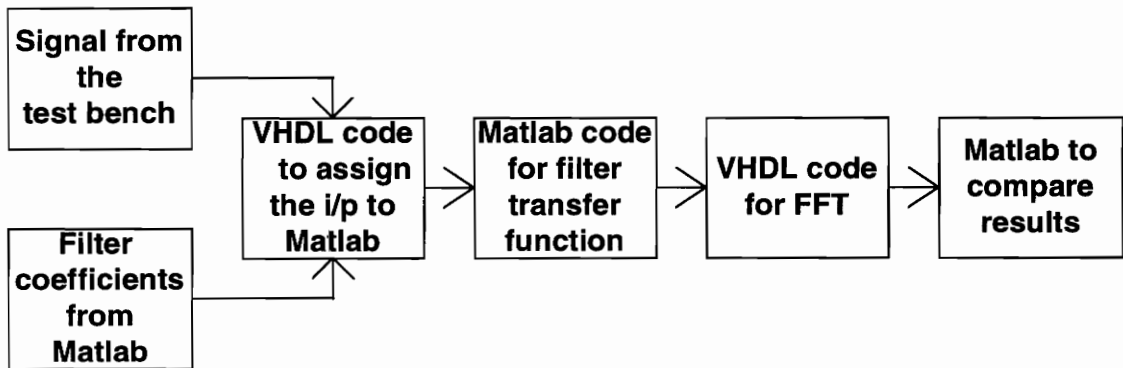 Signal from
the
test bench
Filter
coefficients
from
Matlab
VHDL code
to assign
the i/p to
Matlab
Matlab code
for filter
transfer
function
VHDL code
for FFT
Matlab to
compare
results